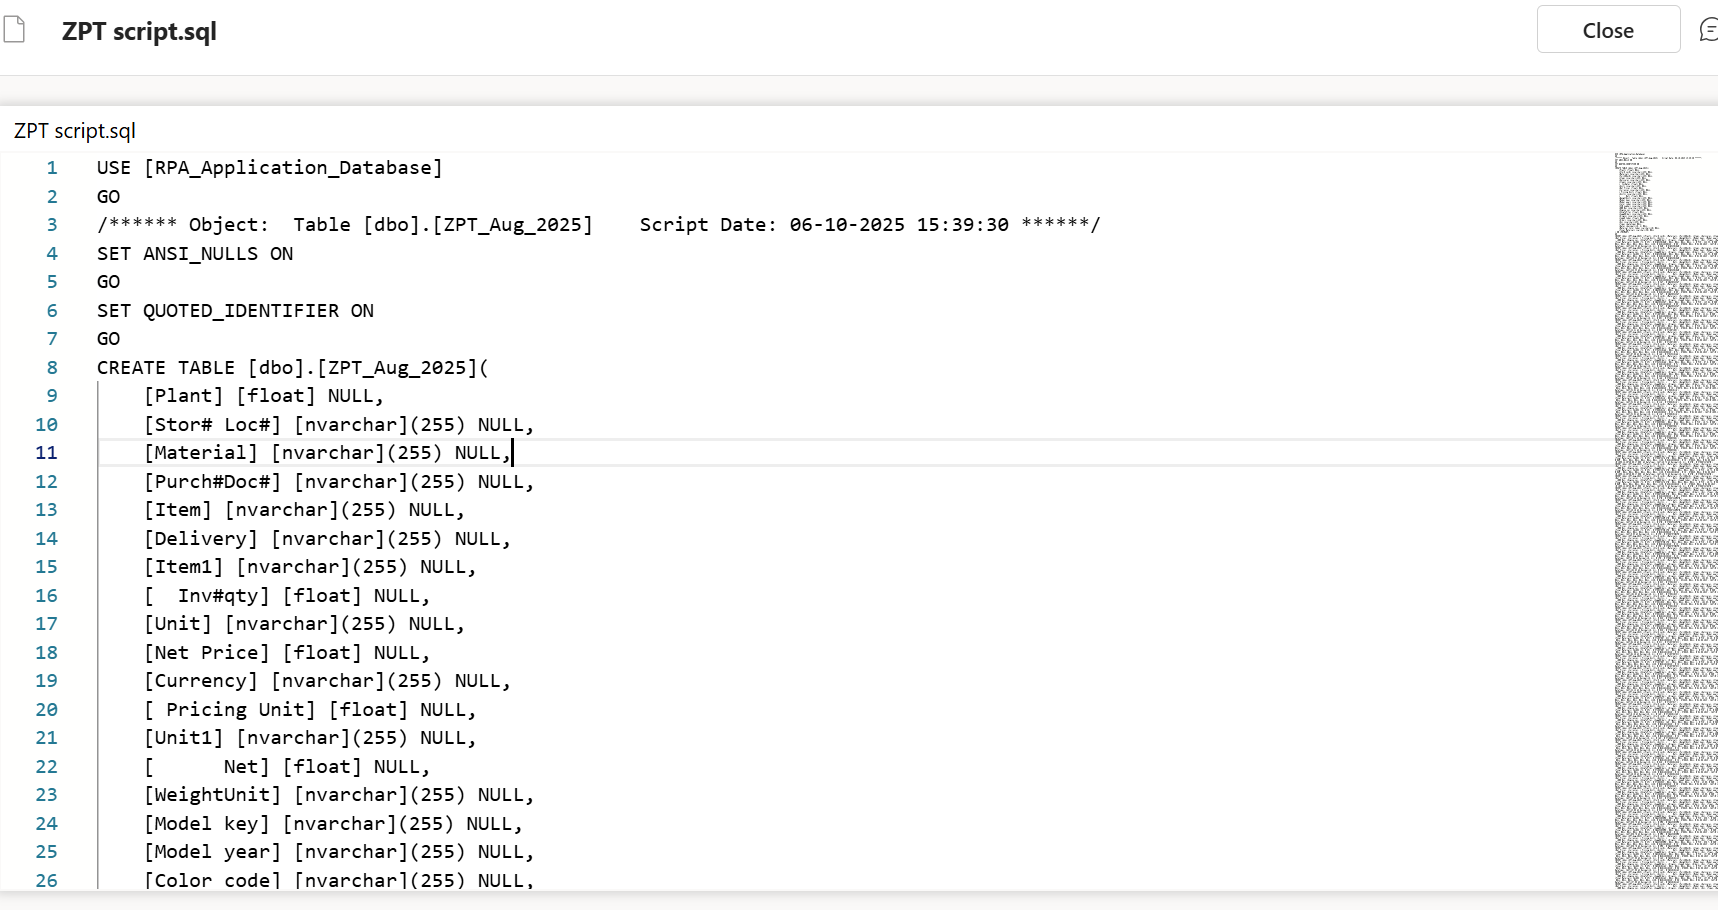 ZPT script.sql
Close
ZPT script.sql
1 USE [RPA_Application_Database]
2 GO
3 /****** Object:  Table [dbo].[ZPT_Aug_2025]    Script Date: 06-10-2025 15:39:30 ******/
4 SET ANSI_NULLS ON
5 GO
6 SET QUOTED_IDENTIFIER ON
7 GO
8 CREATE TABLE [dbo].[ZPT_Aug_2025](
9     [Plant] [float] NULL,
10     [Stor# Loc#] [nvarchar](255) NULL,
11     [Material] [nvarchar](255) NULL,
12     [Purch#Doc#] [nvarchar](255) NULL,
13     [Item] [nvarchar](255) NULL,
14     [Delivery] [nvarchar](255) NULL,
15     [Item1] [nvarchar](255) NULL,
16     [  Inv#qty] [float] NULL,
17     [Unit] [nvarchar](255) NULL,
18     [Net Price] [float] NULL,
19     [Currency] [nvarchar](255) NULL,
20     [ Pricing Unit] [float] NULL,
21     [Unit1] [nvarchar](255) NULL,
22     [      Net] [float] NULL,
23     [WeightUnit] [nvarchar](255) NULL,
24     [Model key] [nvarchar](255) NULL,
25     [Model year] [nvarchar](255) NULL,
26     [Color code] [nvarchar](255) NULL,